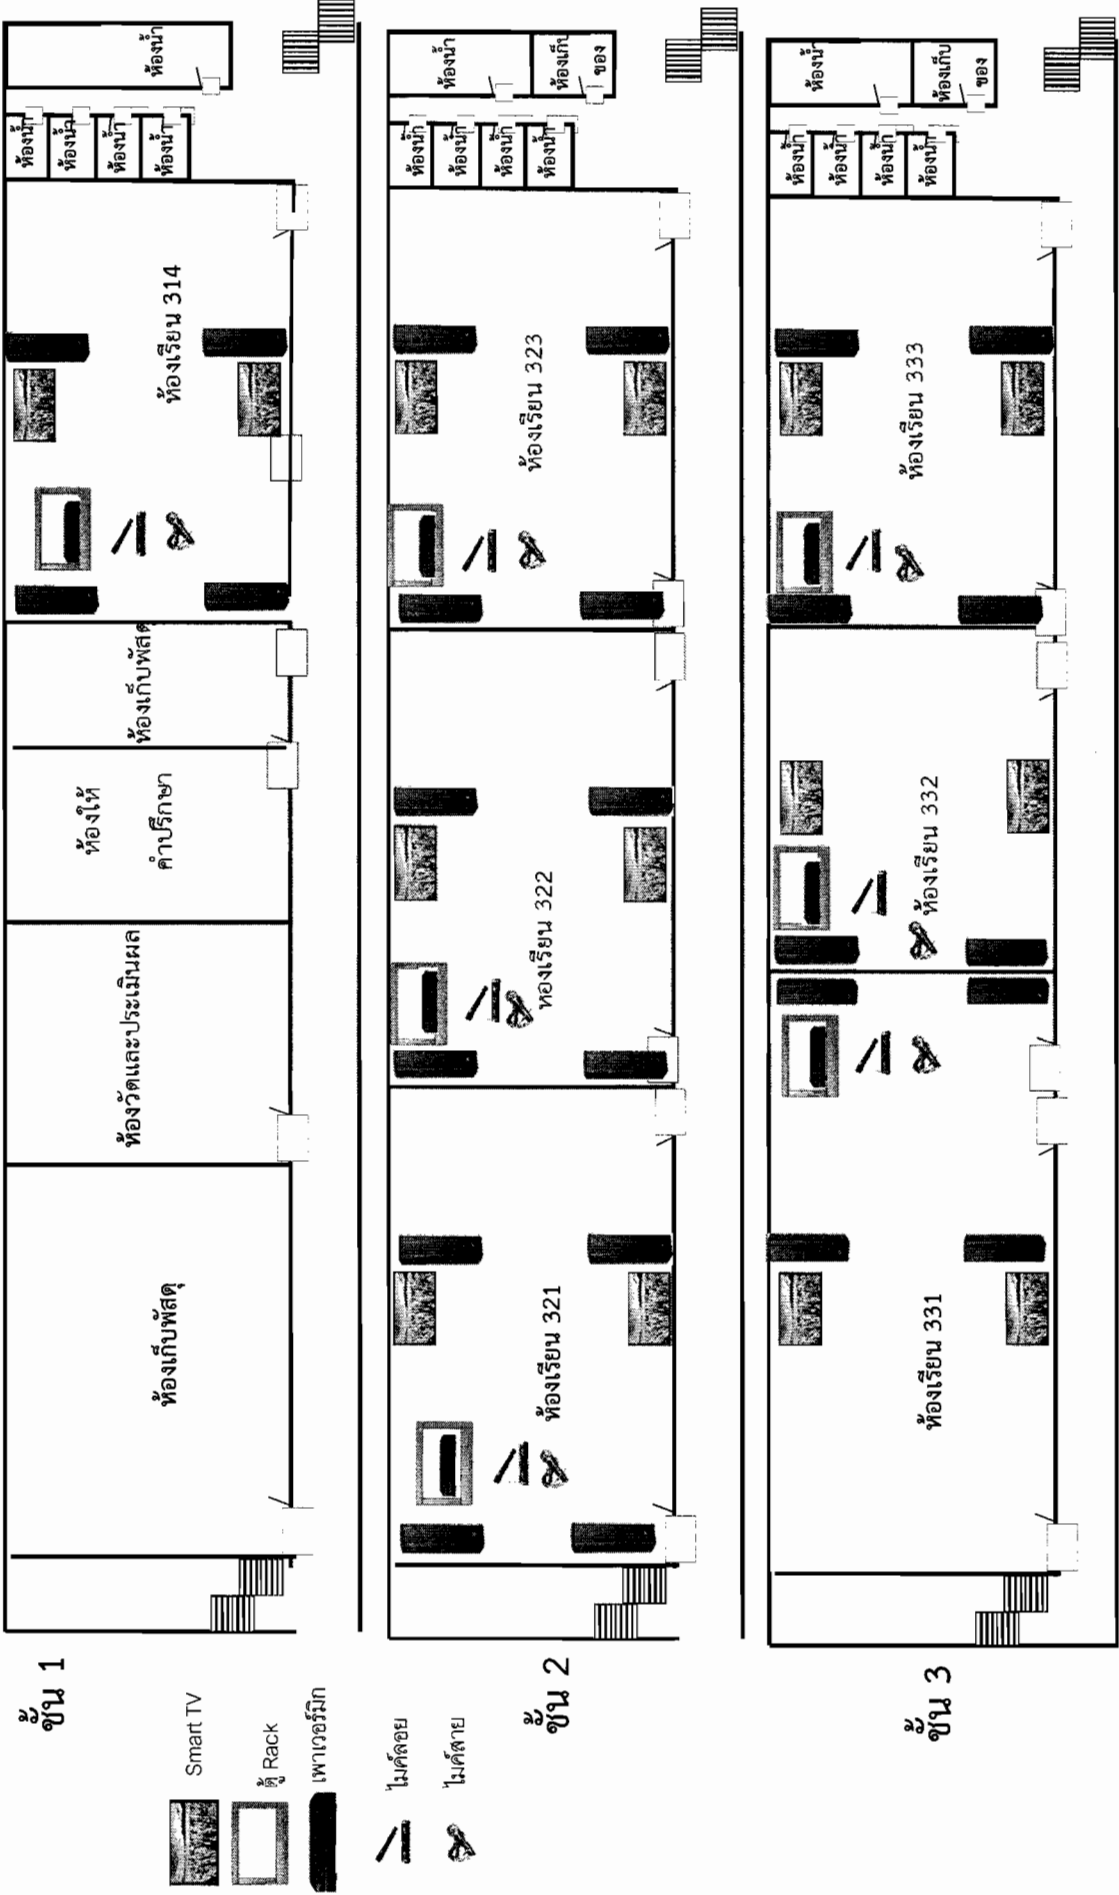 ชั้น 1
ห้องเก็บพัสดุ
ห้องวัดและประเมินผล
ห้องให้
คำปรึกษา
ห้องเก็บพัสดุ
ห้องเรียน 314
ห้องน้ำ
ห้องน้ำ
ห้องน้ำ
ห้องน้ำ
ห้องน้ำ
Smart TV
ตู้ Rack
เพาเวอร์มิก
ไมค์ลอย
ไมค์สาย
ชั้น 2
ห้องเรียน 321
ห้องเรียน 322
ห้องเรียน 323
ห้องน้ำ
ห้องน้ำ
ห้องน้ำ
ห้องน้ำ
ห้องน้ำ
ห้องเก็บ
ของ
ชั้น 3
ห้องเรียน 331
ห้องเรียน 332
ห้องเรียน 333
ห้องน้ำ
ห้องน้ำ
ห้องน้ำ
ห้องน้ำ
ห้องน้ำ
ห้องเก็บ
ของ